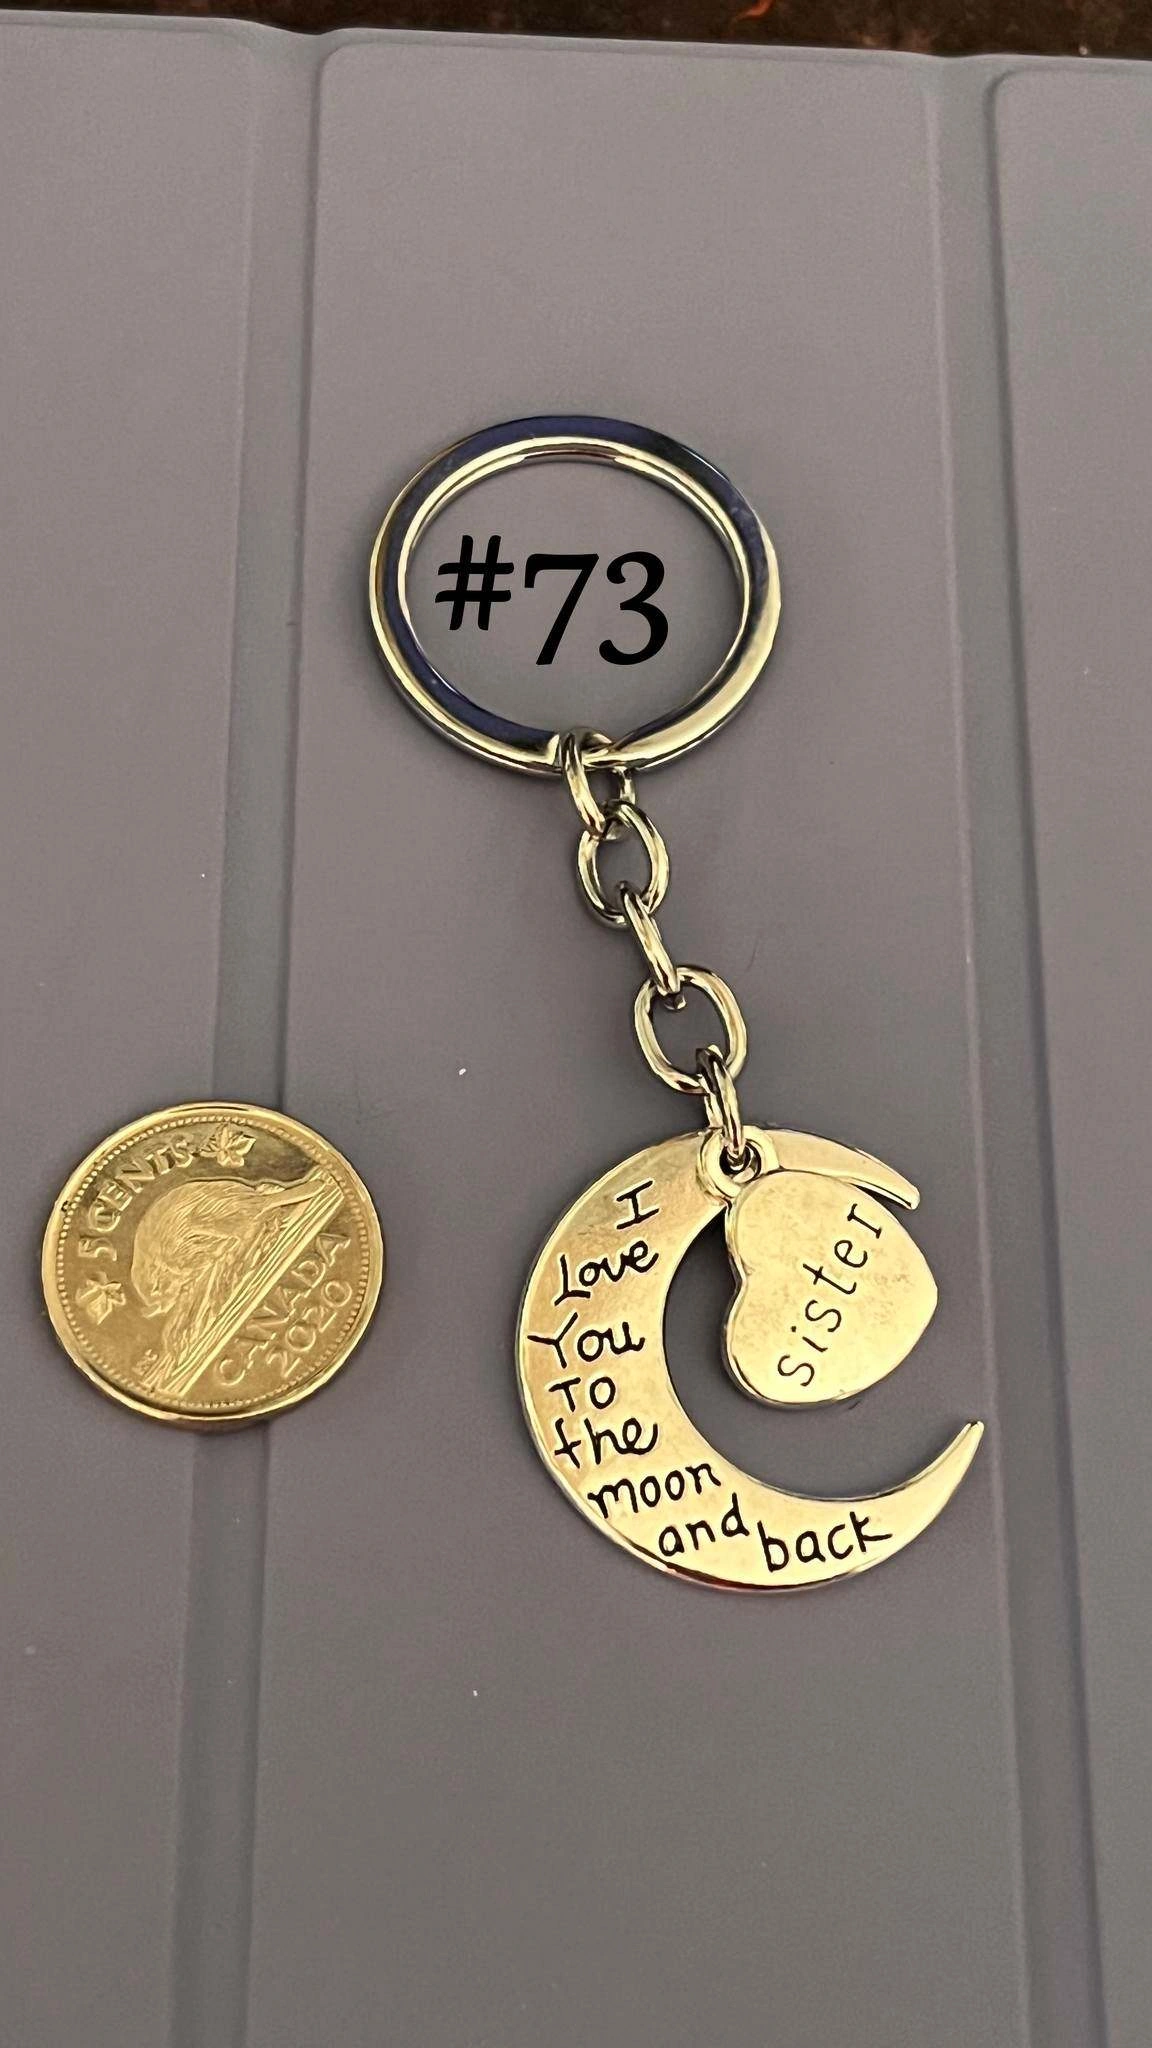 #73
5 CENTS
CANADA
2020
I
Love
You
To
the
moon
and back
sister